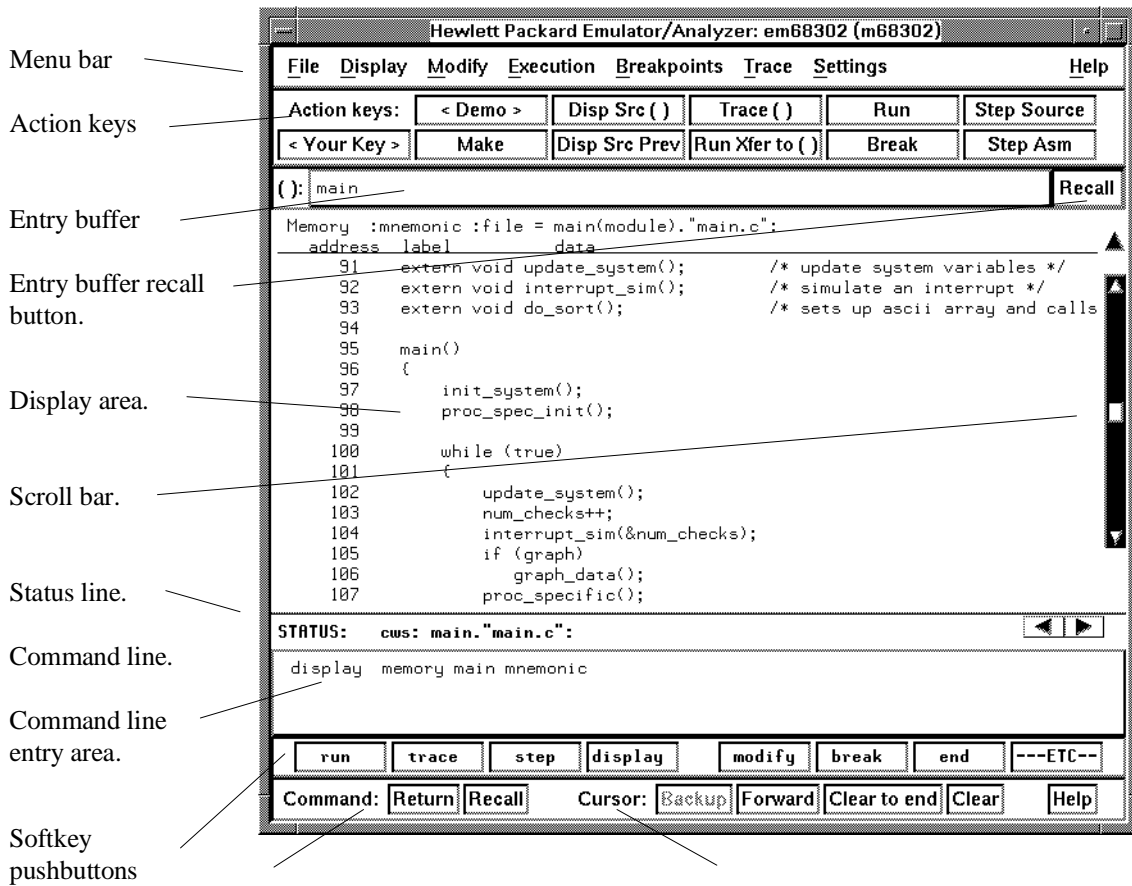 Hewlett Packard Emulator/Analyzer: em68302 (m68302)
Menu bar
File Display Modify Execution Breakpoints Trace Settings Help
Action keys
Action keys: < Demo > Disp Src ( ) Trace ( ) Run Step Source
< Your Key > Make Disp Src Prev Run Xfer to ( ) Break Step Asm
Entry buffer
( ): main Recall
Entry buffer recall
button.
Memory :mnemonic :file = main(module)."main.c":
address label data
91 extern void update_system(); /* update system variables */
92 extern void interrupt_sim(); /* simulate an interrupt */
93 extern void do_sort(); /* sets up ascii array and calls
94
95 main()
96 {
97 init_system();
Display area.
98 proc_spec_init();
99
100 while (true)
101 {
Scroll bar.
102 update_system();
103 num_checks++;
104 interrupt_sim(&num_checks);
105 if (graph)
106 graph_data();
107 proc_specific();
Status line.
STATUS: cws: main."main.c":
Command line.
display memory main mnemonic
Command line
entry area.
run trace step display modify break end ---ETC--
Command: Return Recall Cursor: Backup Forward Clear to end Clear Help
Softkey
pushbuttons